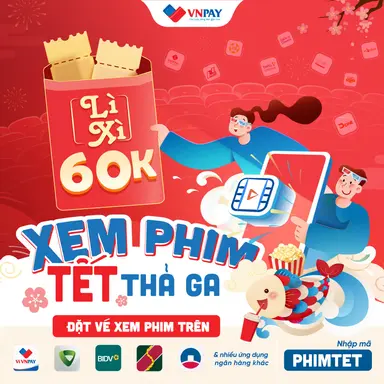 VNPAY
Lì
Xì
60K
XEM PHIM
TẾT THẢ GA
ĐẶT VÉ XEM PHIM TRÊN
VNPAY
BIDV
& nhiều ứng dụng
ngân hàng khác
Nhập mã
PHIMTET